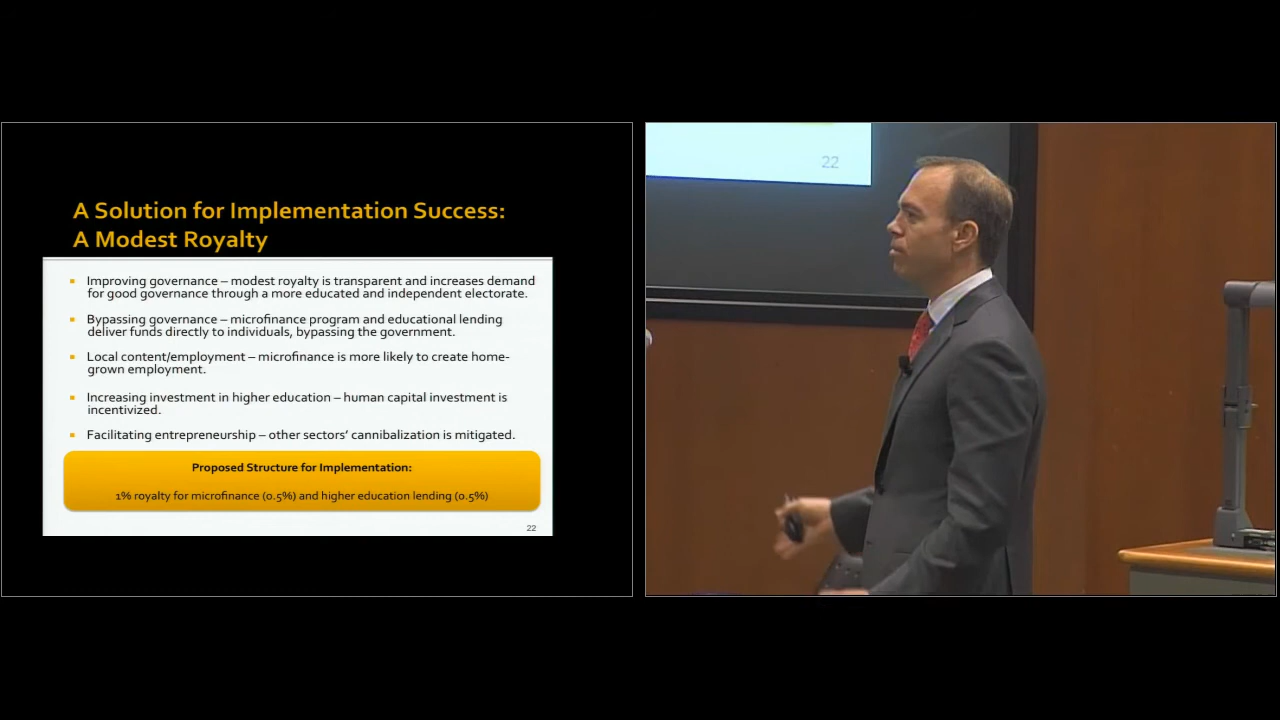 A Solution for Implementation Success:
A Modest Royalty
Improving governance – modest royalty is transparent and increases demand
for good governance through a more educated and independent electorate.
Bypassing governance – microfinance program and educational lending
deliver funds directly to individuals, bypassing the government.
Local content/employment – microfinance is more likely to create home-
grown employment.
Increasing investment in higher education – human capital investment is
incentivized.
Facilitating entrepreneurship – other sectors’ cannibalization is mitigated.
Proposed Structure for Implementation:
1% royalty for microfinance (0.5%) and higher education lending (0.5%)
22
22